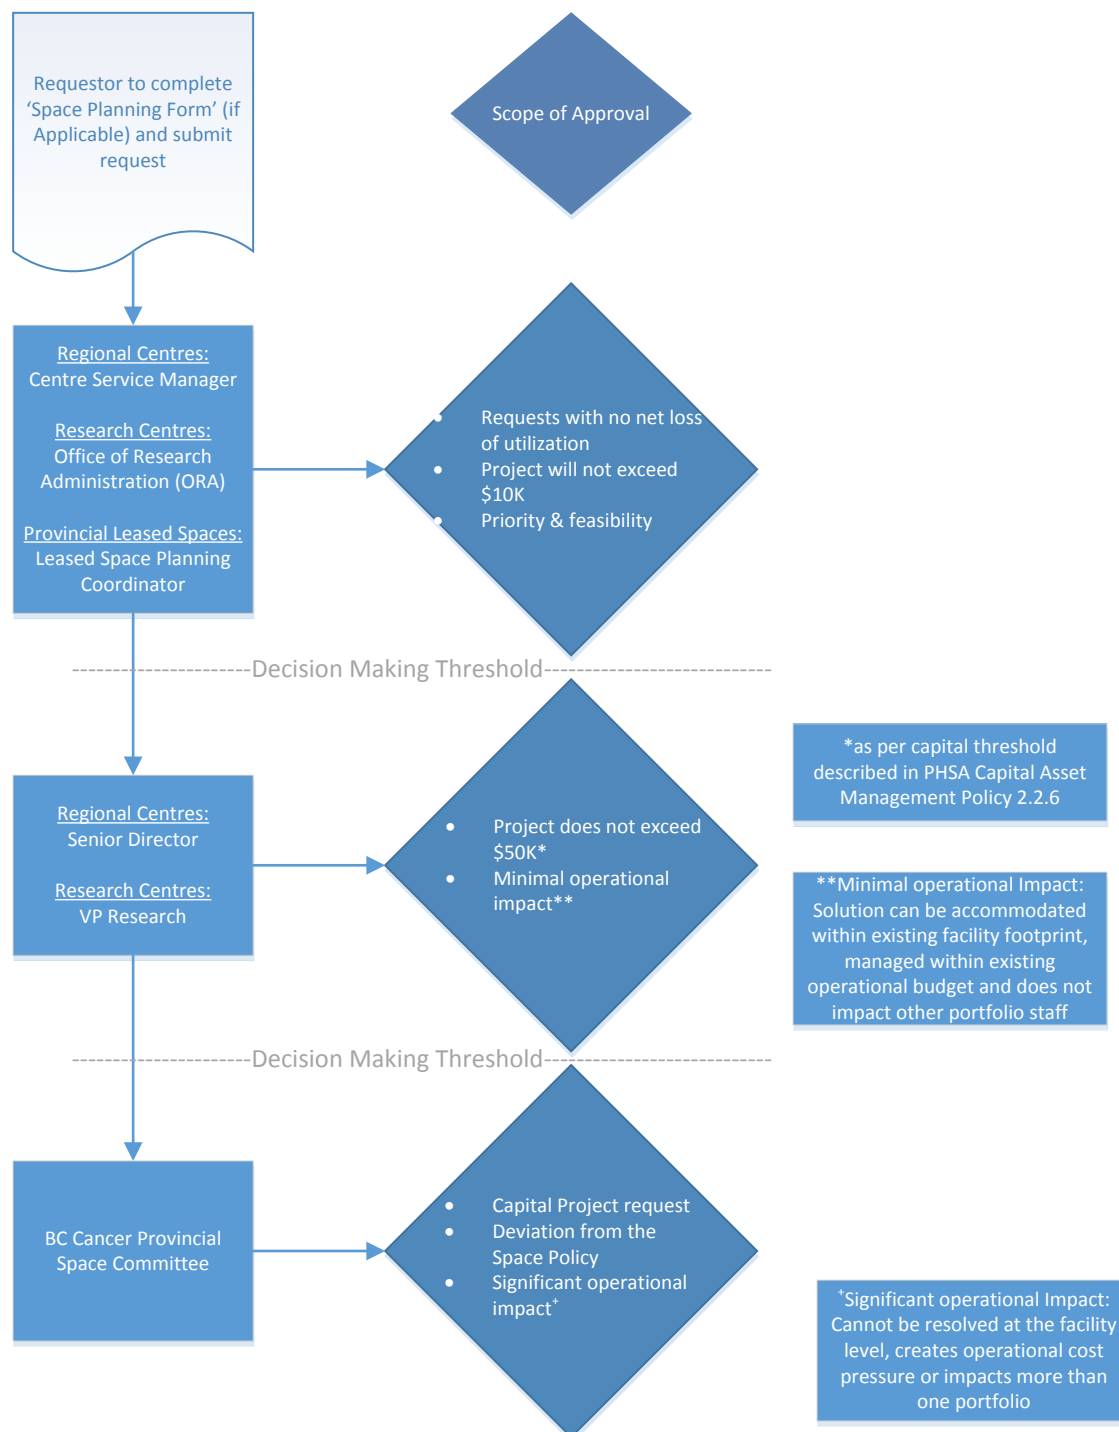 Requestor to complete
‘Space Planning Form’ (if
Applicable) and submit
request
Scope of Approval
Regional Centres:
Centre Service Manager
Research Centres:
Office of Research
Administration (ORA)
Provincial Leased Spaces:
Leased Space Planning
Coordinator
• Requests with no net loss
of utilization
• Project will not exceed
$10K
• Priority & feasibility
--------------------Decision Making Threshold--------------------------
Regional Centres:
Senior Director
Research Centres:
VP Research
• Project does not exceed
$50K*
• Minimal operational
impact**
*as per capital threshold
described in PHSA Capital Asset
Management Policy 2.2.6
**Minimal operational Impact:
Solution can be accommodated
within existing facility footprint,
managed within existing
operational budget and does not
impact other portfolio staff
--------------------Decision Making Threshold--------------------------
BC Cancer Provincial
Space Committee
• Capital Project request
• Deviation from the
Space Policy
• Significant operational
impact⁺
⁺Significant operational Impact:
Cannot be resolved at the facility
level, creates operational cost
pressure or impacts more than
one portfolio